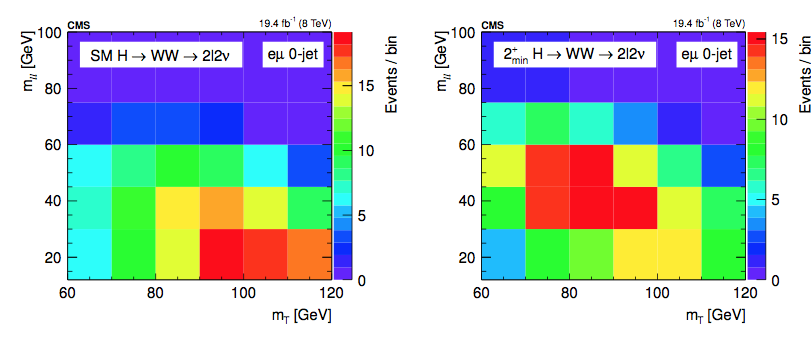 CMS 19.4 fb⁻¹ (8 TeV)
SM H → WW → 2l2ν eμ 0-jet
m_ll [GeV]
100
80
60
40
20
60 80 100 120
m_T [GeV]
Events / bin
15
10
5
0
CMS 19.4 fb⁻¹ (8 TeV)
2⁺_min H → WW → 2l2ν eμ 0-jet
m_ll [GeV]
100
80
60
40
20
60 80 100 120
m_T [GeV]
Events / bin
15
10
5
0